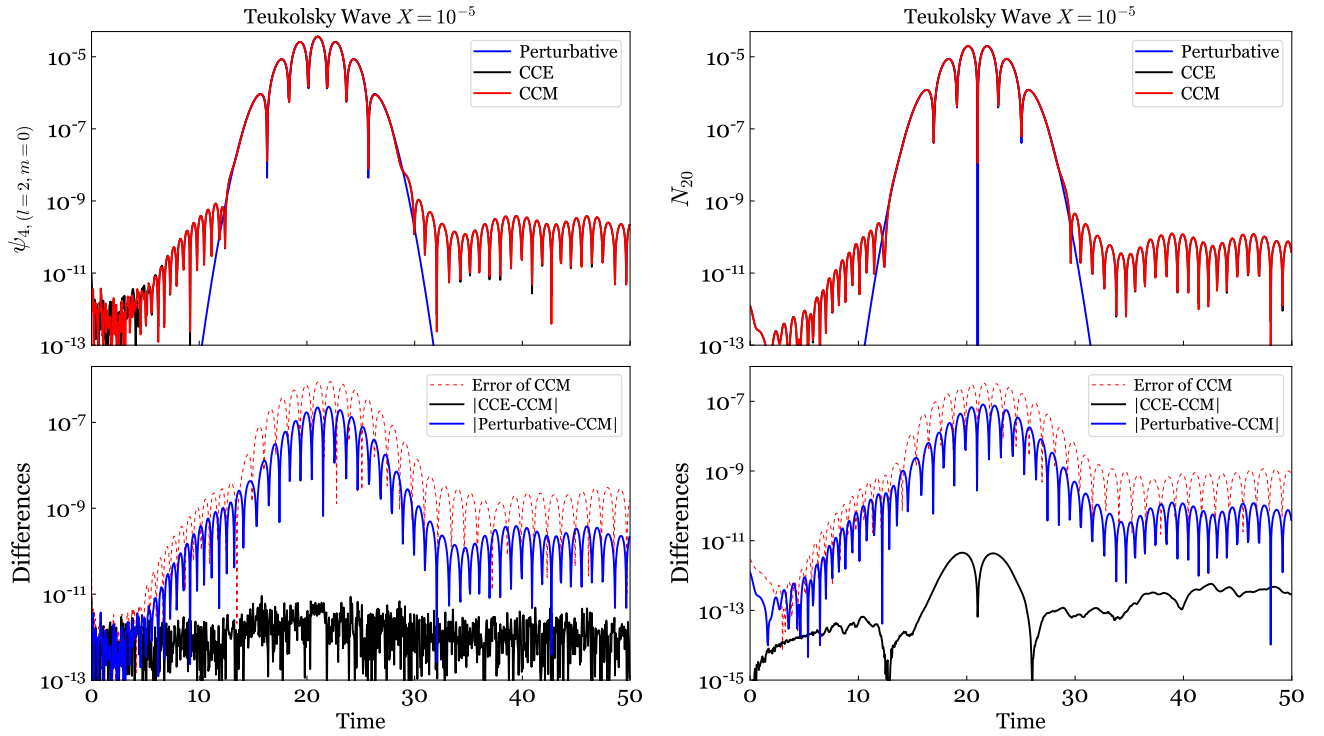 Teukolsky Wave X = 10⁻⁵
Teukolsky Wave X = 10⁻⁵
ψ₄,(l = 2, m = 0)
10⁻⁵
10⁻⁷
10⁻⁹
10⁻¹¹
10⁻¹³
Perturbative
CCE
CCM
N₂₀
10⁻⁵
10⁻⁷
10⁻⁹
10⁻¹¹
10⁻¹³
Perturbative
CCE
CCM
Differences
10⁻⁷
10⁻⁹
10⁻¹¹
10⁻¹³
Error of CCM
|CCE-CCM|
|Perturbative-CCM|
0 10 20 30 40 50
Time
Differences
10⁻⁷
10⁻⁹
10⁻¹¹
10⁻¹³
10⁻¹⁵
Error of CCM
|CCE-CCM|
|Perturbative-CCM|
0 10 20 30 40 50
Time